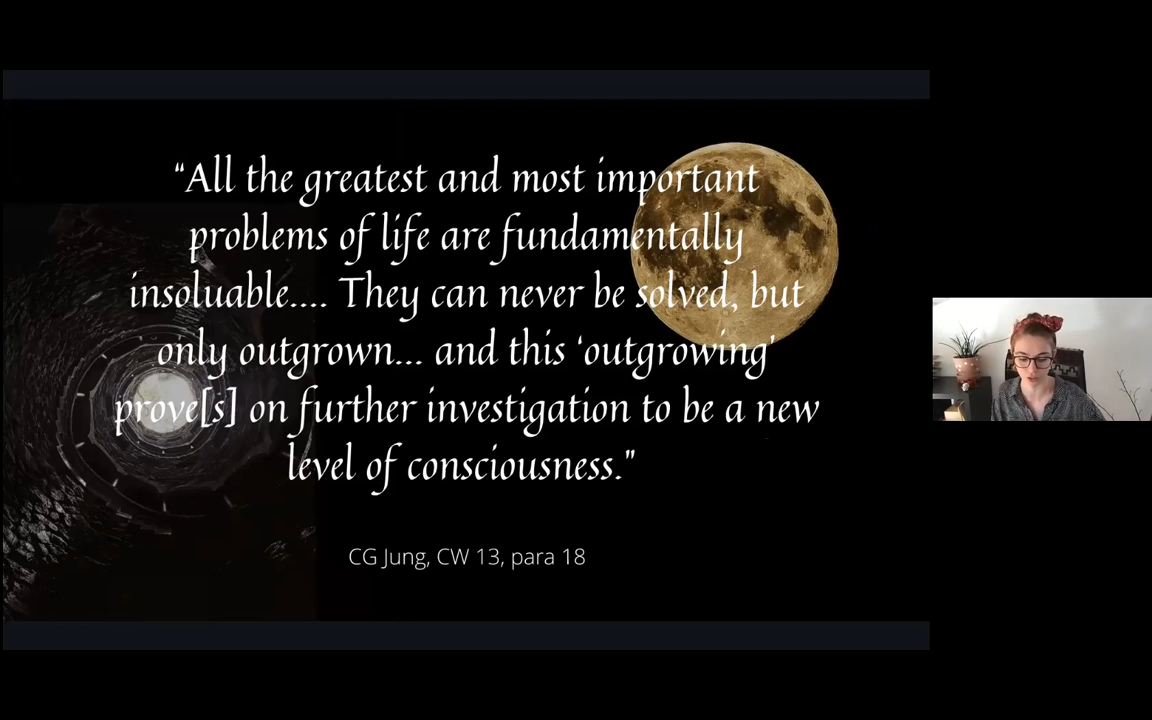 “All the greatest and most important
problems of life are fundamentally
insoluable.... They can never be solved, but
only outgrown... and this ‘outgrowing’
prove[s] on further investigation to be a new
level of consciousness.”
CG Jung, CW 13, para 18